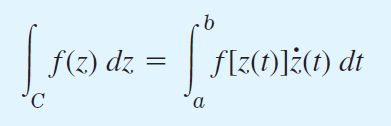 ∫_C f(z) dz = ∫_a^b f[z(t)]ż(t) dt